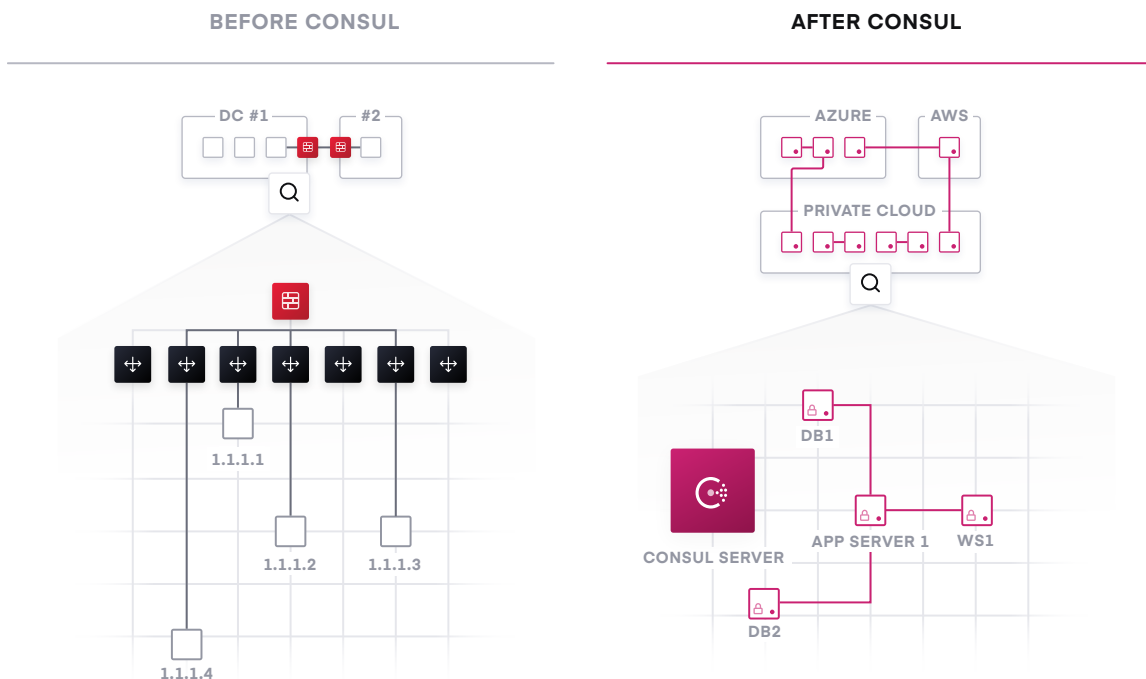 BEFORE CONSUL
DC #1
#2
1.1.1.1
1.1.1.2
1.1.1.3
1.1.1.4
AFTER CONSUL
AZURE
AWS
PRIVATE CLOUD
DB1
CONSUL SERVER
APP SERVER 1
WS1
DB2